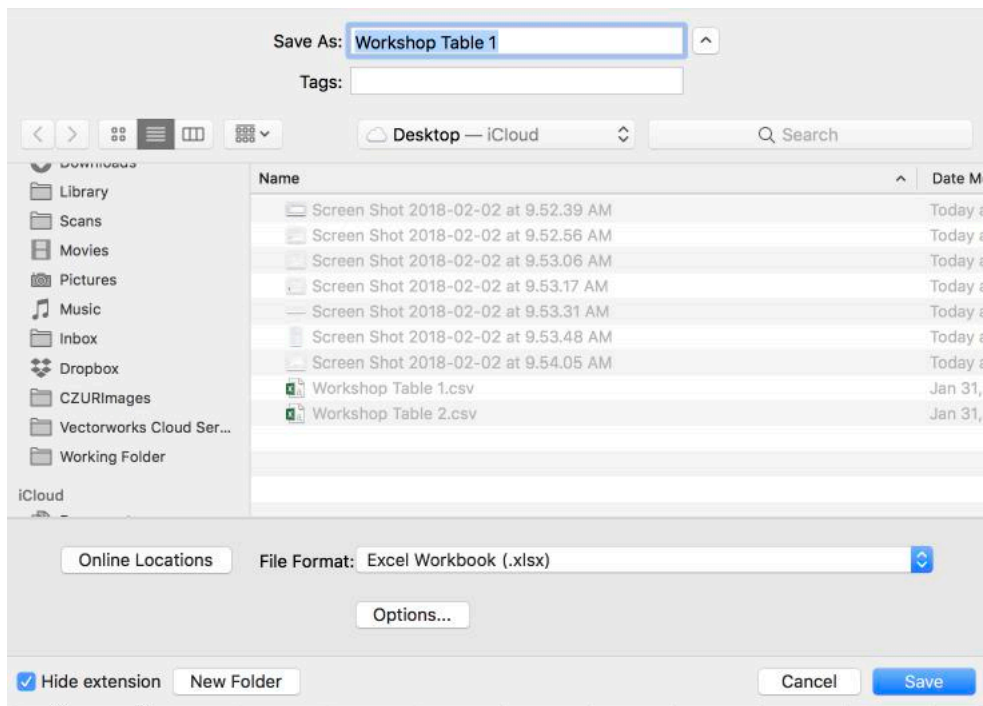 Save As: Workshop Table 1
Tags:
Desktop — iCloud
Search
Downloads
Library
Scans
Movies
Pictures
Music
Inbox
Dropbox
CZURImages
Vectorworks Cloud Ser...
Working Folder
iCloud
Name Date M
Screen Shot 2018-02-02 at 9.52.39 AM Today a
Screen Shot 2018-02-02 at 9.52.56 AM Today a
Screen Shot 2018-02-02 at 9.53.06 AM Today a
Screen Shot 2018-02-02 at 9.53.17 AM Today a
Screen Shot 2018-02-02 at 9.53.31 AM Today a
Screen Shot 2018-02-02 at 9.53.48 AM Today a
Screen Shot 2018-02-02 at 9.54.05 AM Today a
Workshop Table 1.csv Jan 31,
Workshop Table 2.csv Jan 31,
Online Locations File Format: Excel Workbook (.xlsx)
Options...
Hide extension New Folder Cancel Save